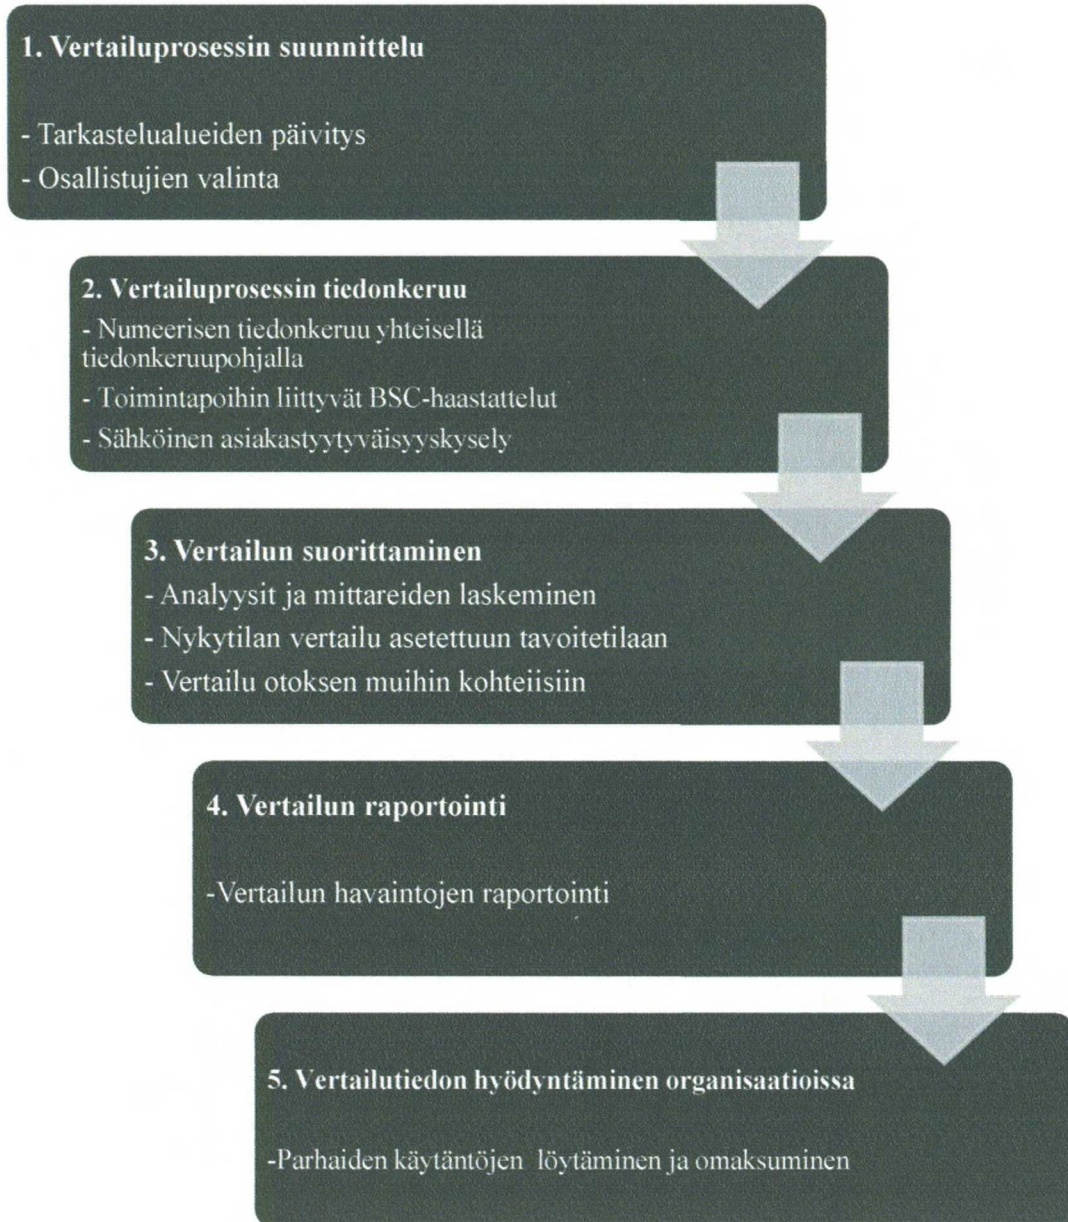 1. Vertailuprosessin suunnittelu
- Tarkastelualueiden päivitys
- Osallistujien valinta
2. Vertailuprosessin tiedonkeruu
- Numeerisen tiedonkeruu yhteisellä
tiedonkeruupohjalla
- Toimintapoihin liittyvät BSC-haastattelut
- Sähköinen asiakastyytyväisyyskysely
3. Vertailun suorittaminen
- Analyysit ja mittareiden laskeminen
- Nykytilan vertailu asetettuun tavoitetilaan
- Vertailu otoksen muihin kohteiisiin
4. Vertailun raportointi
-Vertailun havaintojen raportointi
5. Vertailutiedon hyödyntäminen organisaatioissa
-Parhaiden käytäntöjen löytäminen ja omaksuminen